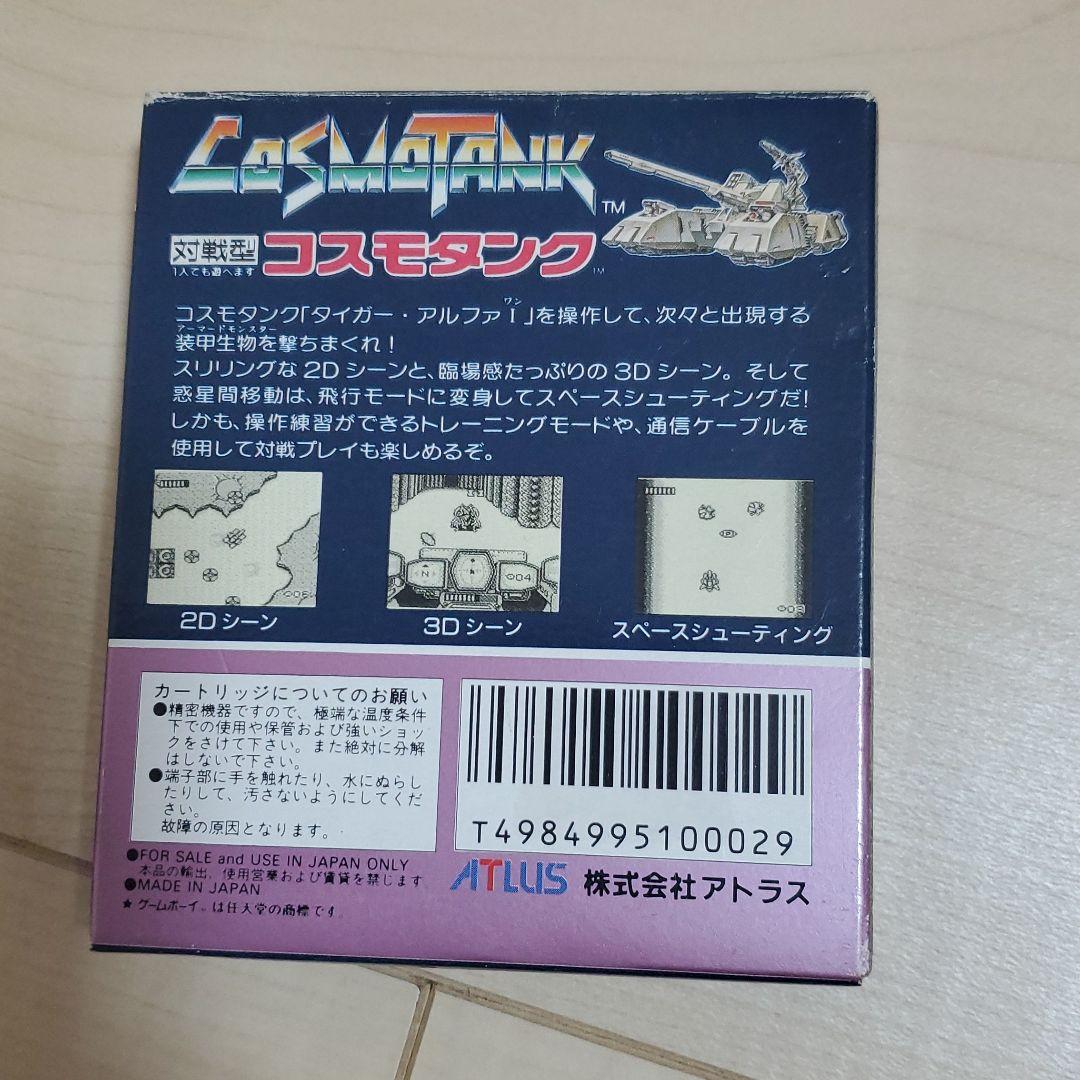 COSMOTANK TM
対戦型 コスモタンク TM
1人でも遊べます
ワン
コスモタンク「タイガー・アルファI」を操作して、次々と出現する
アーマードモンスター
装甲生物を撃ちまくれ!
スリリングな2Dシーンと、臨場感たっぷりの3Dシーン。そして
惑星間移動は、飛行モードに変身してスペースシューティングだ!
しかも、操作練習ができるトレーニングモードや、通信ケーブルを
使用して対戦プレイも楽しめるぞ。
2Dシーン
3Dシーン
スペースシューティング
カートリッジについてのお願い
●精密機器ですので、極端な温度条件
下での使用や保管および強いショッ
クをさけて下さい。また絶対に分解
はしないで下さい。
●端子部に手を触れたり、水にぬらし
たりして、汚さないようにしてくだ
さい。
故障の原因となります。
T4984995100029
●FOR SALE and USE IN JAPAN ONLY
本品の輸出、使用営業および賃貸を禁じます
●MADE IN JAPAN
★ゲームボーイ TM は任天堂の商標です。
ATLUS 株式会社アトラス